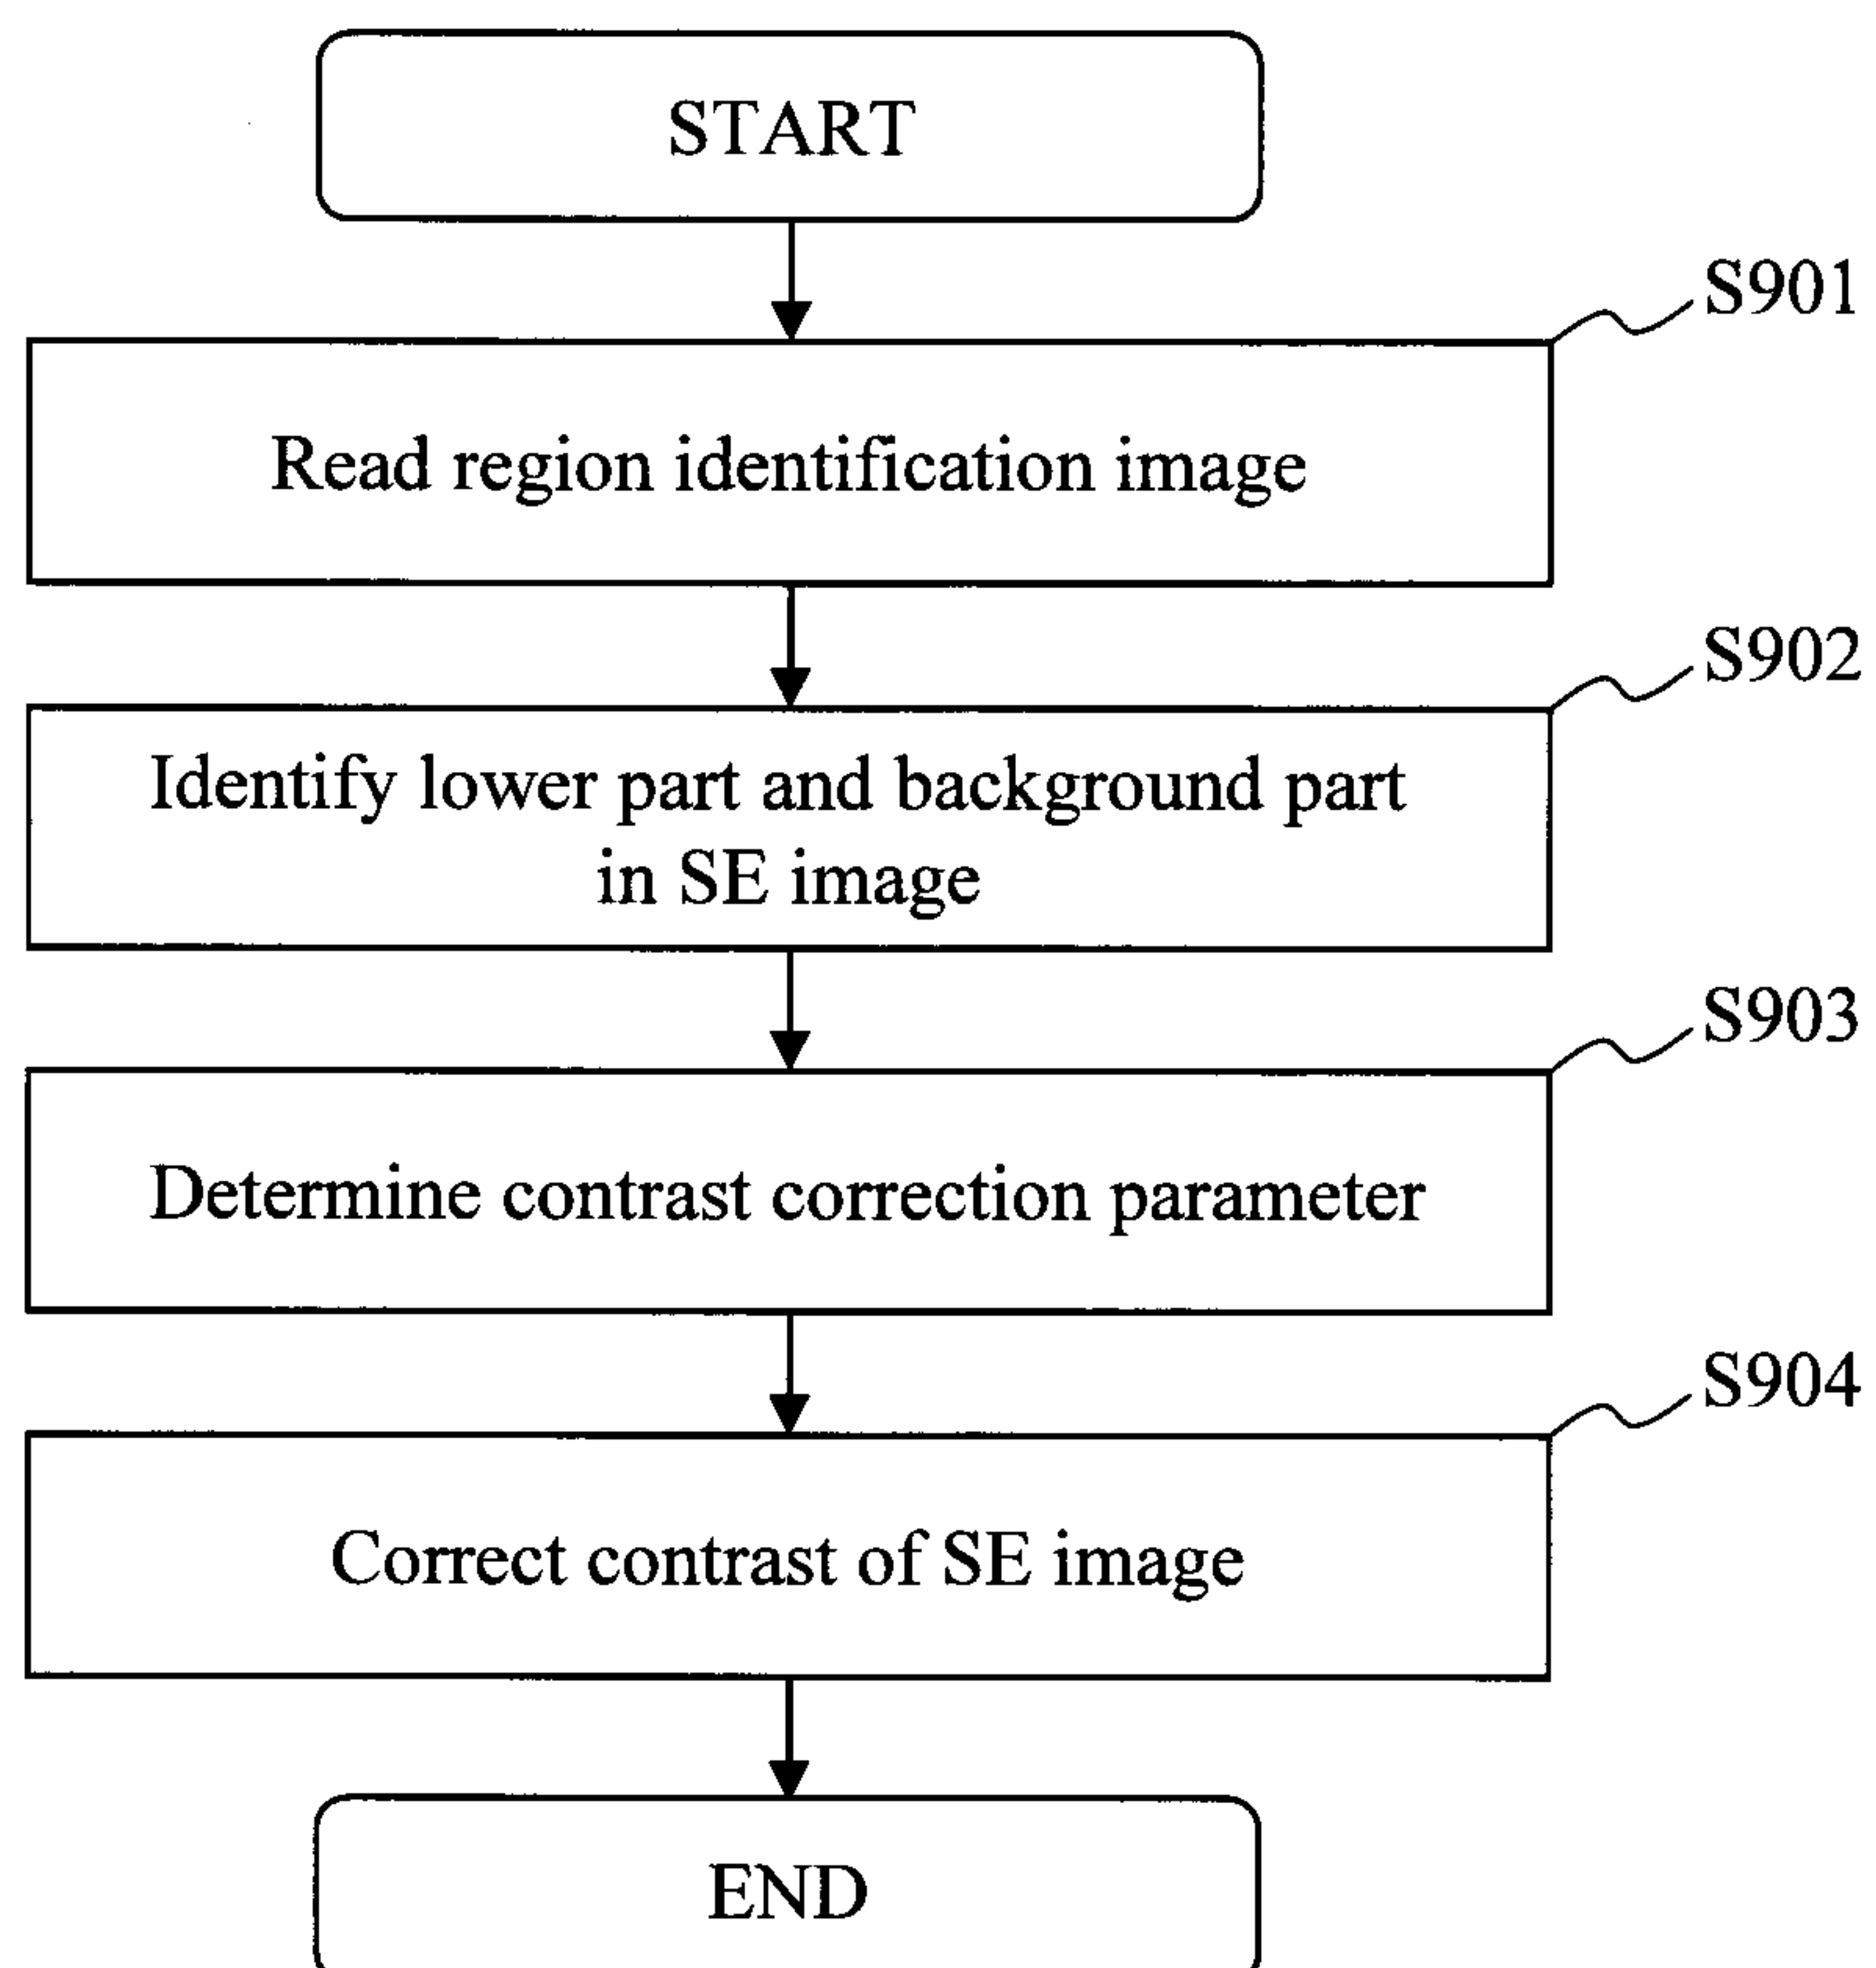 START
S901
Read region identification image
S902
Identify lower part and background part
in SE image
S903
Determine contrast correction parameter
S904
Correct contrast of SE image
END